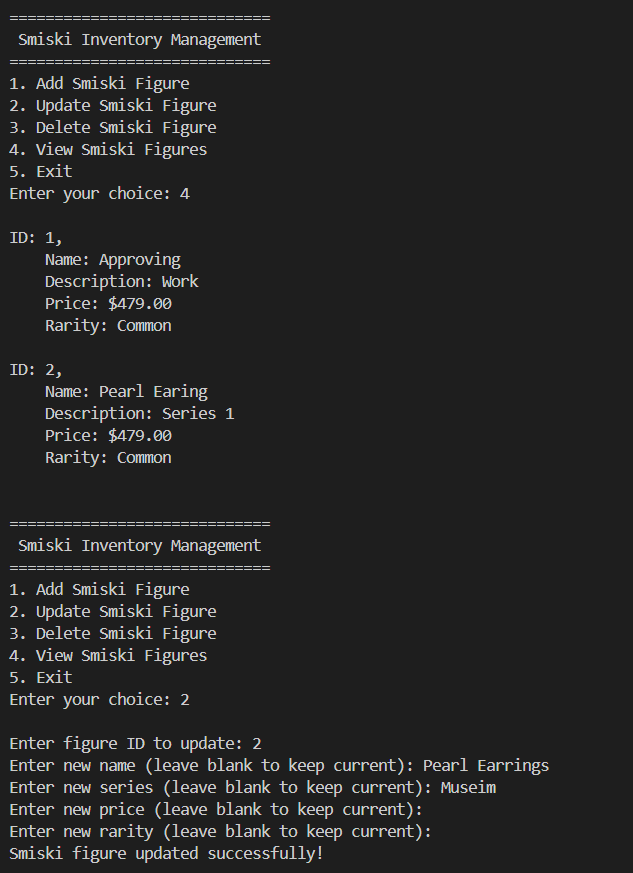 =============================
Smiski Inventory Management
=============================
1. Add Smiski Figure
2. Update Smiski Figure
3. Delete Smiski Figure
4. View Smiski Figures
5. Exit
Enter your choice: 4
ID: 1,
Name: Approving
Description: Work
Price: $479.00
Rarity: Common
ID: 2,
Name: Pearl Earing
Description: Series 1
Price: $479.00
Rarity: Common
=============================
Smiski Inventory Management
=============================
1. Add Smiski Figure
2. Update Smiski Figure
3. Delete Smiski Figure
4. View Smiski Figures
5. Exit
Enter your choice: 2
Enter figure ID to update: 2
Enter new name (leave blank to keep current): Pearl Earrings
Enter new series (leave blank to keep current): Museim
Enter new price (leave blank to keep current):
Enter new rarity (leave blank to keep current):
Smiski figure updated successfully!